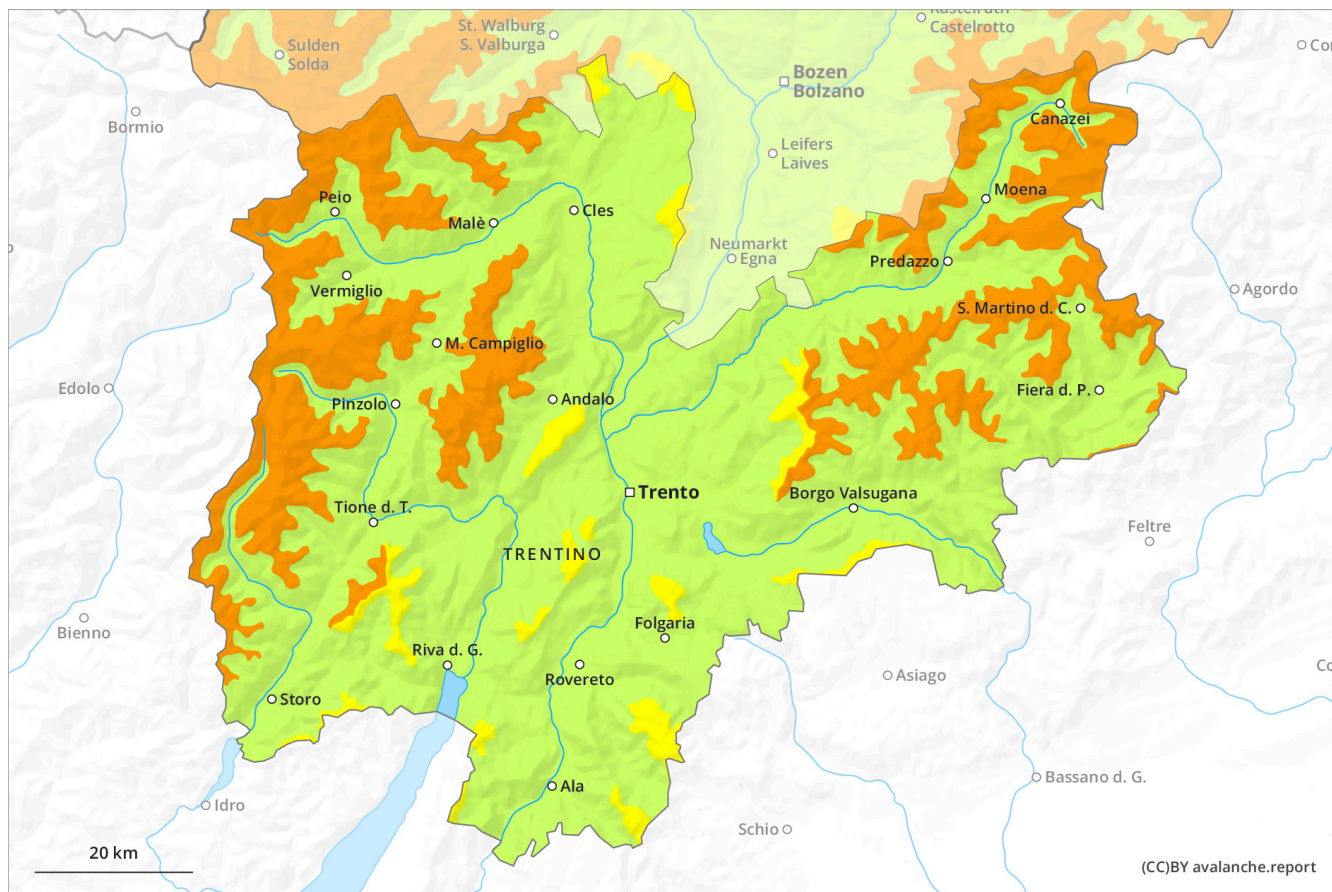 Kastelruth
Castelrotto
St. Walburg
S. Valburga
Sulden
Solda
Bozen
Bolzano
Bormio
Canazei
Leifers
Laives
Moena
Peio
Malè
Cles
Neumarkt
Egna
Predazzo
Vermiglio
Agordo
S. Martino d. C.
M. Campiglio
Edolo
Pinzolo
Andalo
Fiera d. P.
Trento
Borgo Valsugana
Tione d. T.
Feltre
TRENTINO
Bienno
Folgaria
Riva d. G.
Rovereto
Asiago
Storo
Ala
Bassano d. G.
Idro
Schio
20 km
(CC)BY avalanche.report